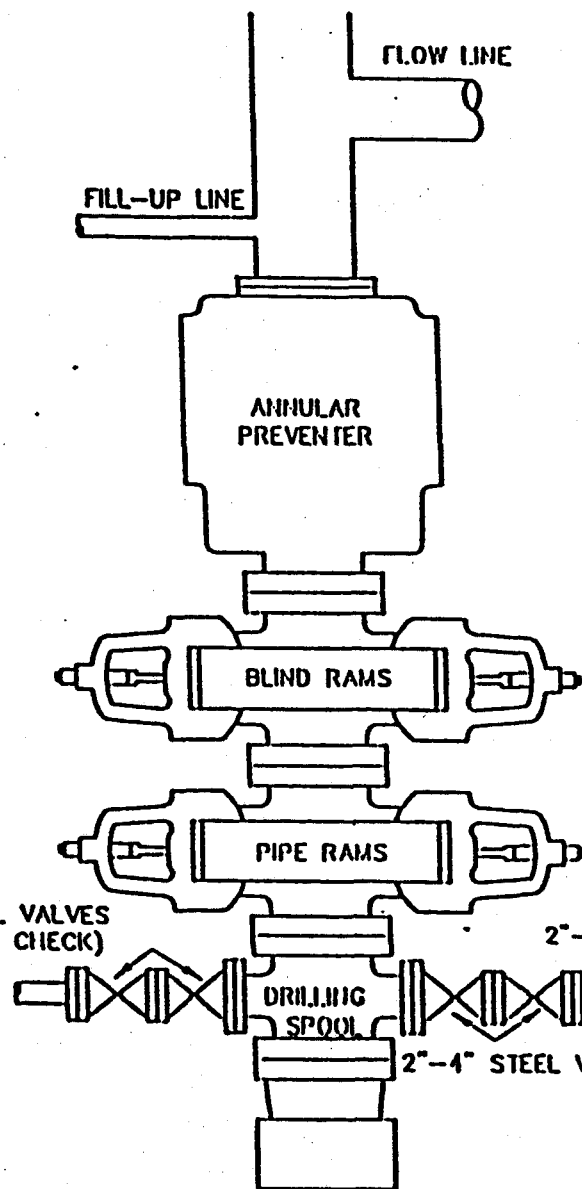 FLOW LINE
FILL-UP LINE
ANNULAR
PREVENTER
BLIND RAMS
PIPE RAMS
VALVES
CHECK)
2"-
DRILLING
SPOOL
2"-4" STEEL